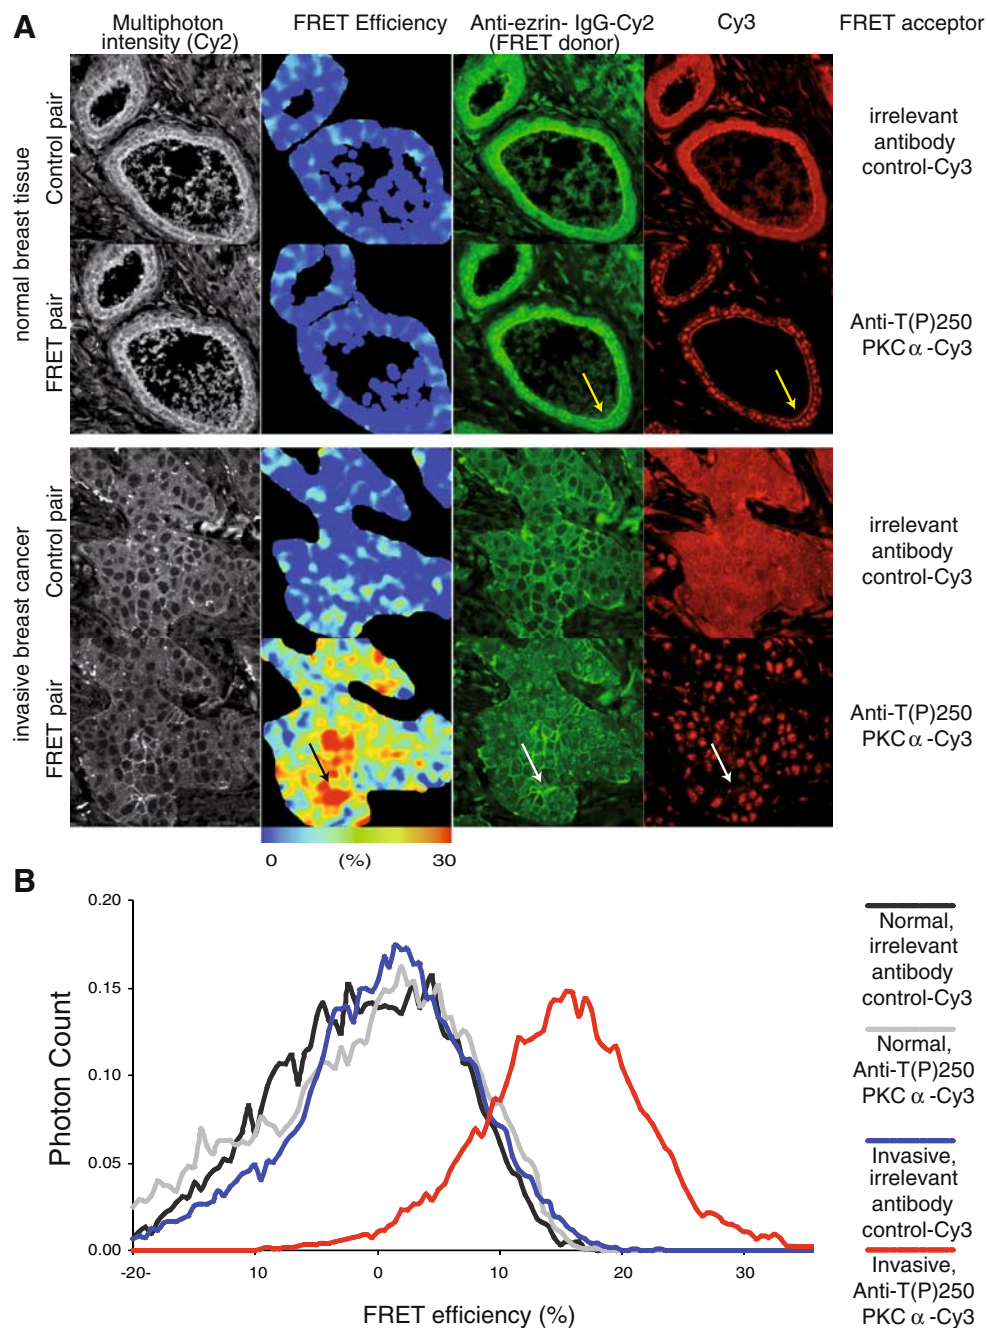 A
Multiphoton
intensity (Cy2)
FRET Efficiency
Anti-ezrin- IgG-Cy2
(FRET donor)
Cy3
FRET acceptor
normal breast tissue
Control pair
FRET pair
irrelevant
antibody
control-Cy3
Anti-T(P)250
PKC α -Cy3
invasive breast cancer
Control pair
FRET pair
irrelevant
antibody
control-Cy3
Anti-T(P)250
PKC α -Cy3
0 (%) 30
B
Photon Count
0.20
0.15
0.10
0.05
0.00
-20- 10 0 10 20 30
FRET efficiency (%)
Normal,
irrelevant
antibody
control-Cy3
Normal,
Anti-T(P)250
PKC α -Cy3
Invasive,
irrelevant
antibody
control-Cy3
Invasive,
Anti-T(P)250
PKC α -Cy3